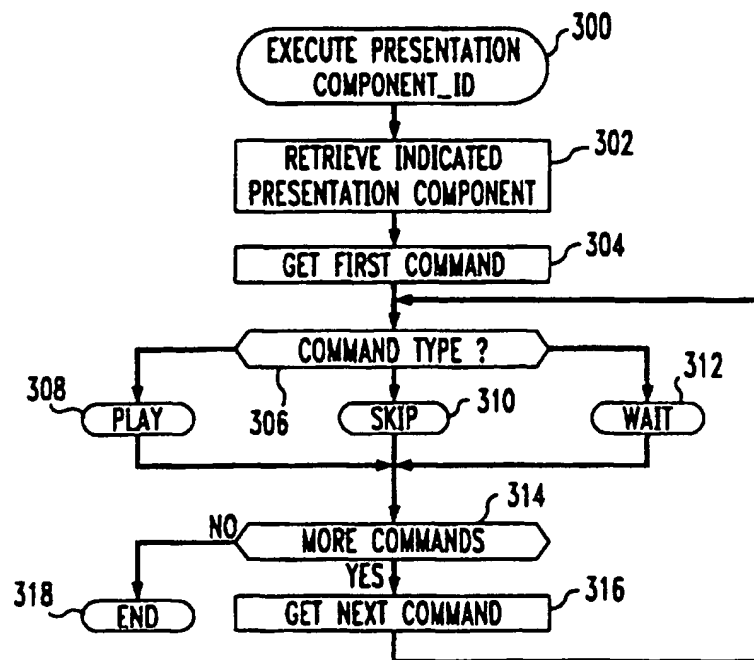 EXECUTE PRESENTATION
COMPONENT_ID
300
RETRIEVE INDICATED
PRESENTATION COMPONENT
302
GET FIRST COMMAND
304
COMMAND TYPE ?
306
308
PLAY
SKIP
310
312
WAIT
314
NO
MORE COMMANDS
YES
318
END
GET NEXT COMMAND
316